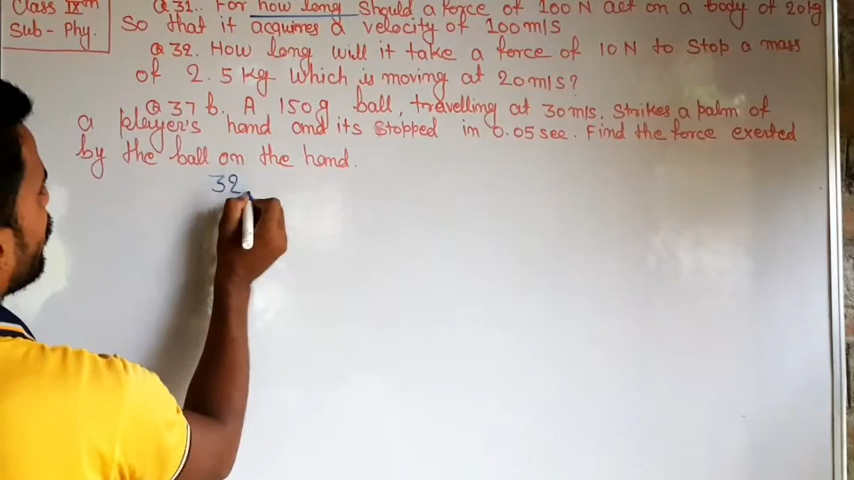 Class IXth
Sub - Phy.
Q 31. For how long should a force of 100 N act on a body of 20kg
so that it acquires a velocity of 100m/s
Q 32. How long will it take a force of 10 N to stop a mass
of 2.5 kg which is moving at 20m/s?
Q 37 b. A 150g ball, travelling at 30m/s. strikes a palm of
a player's hand and its stopped in 0.05 sec. Find the force exerted
by the ball on the hand.
32